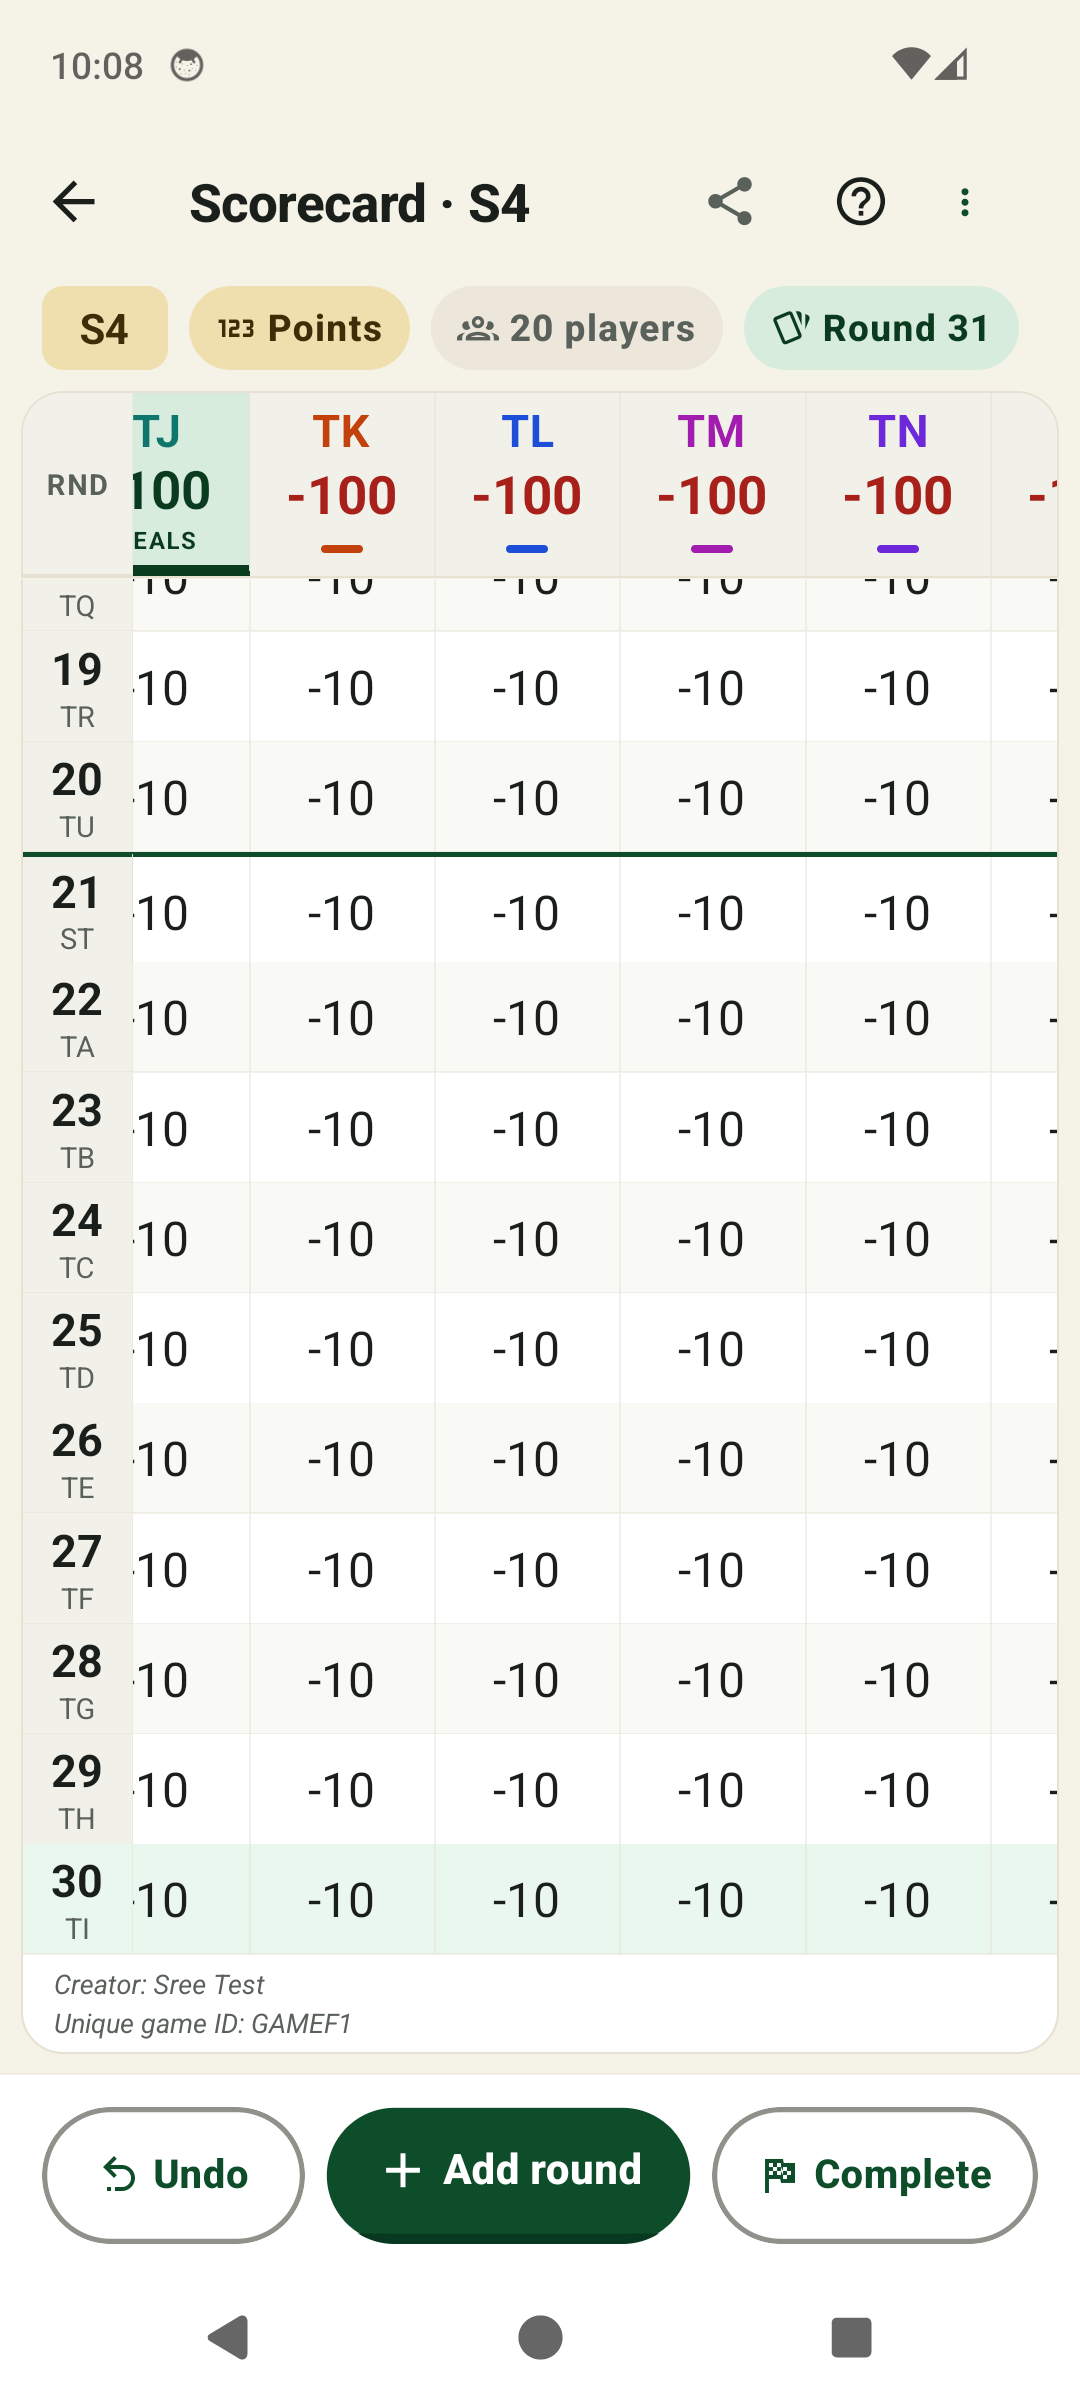 10:08
Scorecard · S4
S4 123 Points 20 players Round 31
RND TJ TK TL TM TN
100 -100 -100 -100 -100
EALS
TQ -10 -10 -10 -10 -10
19 -10 -10 -10 -10 -10
TR
20 -10 -10 -10 -10 -10
TU
21 -10 -10 -10 -10 -10
ST
22 -10 -10 -10 -10 -10
TA
23 -10 -10 -10 -10 -10
TB
24 -10 -10 -10 -10 -10
TC
25 -10 -10 -10 -10 -10
TD
26 -10 -10 -10 -10 -10
TE
27 -10 -10 -10 -10 -10
TF
28 -10 -10 -10 -10 -10
TG
29 -10 -10 -10 -10 -10
TH
30 -10 -10 -10 -10 -10
TI
Creator: Sree Test
Unique game ID: GAMEF1
Undo + Add round Complete